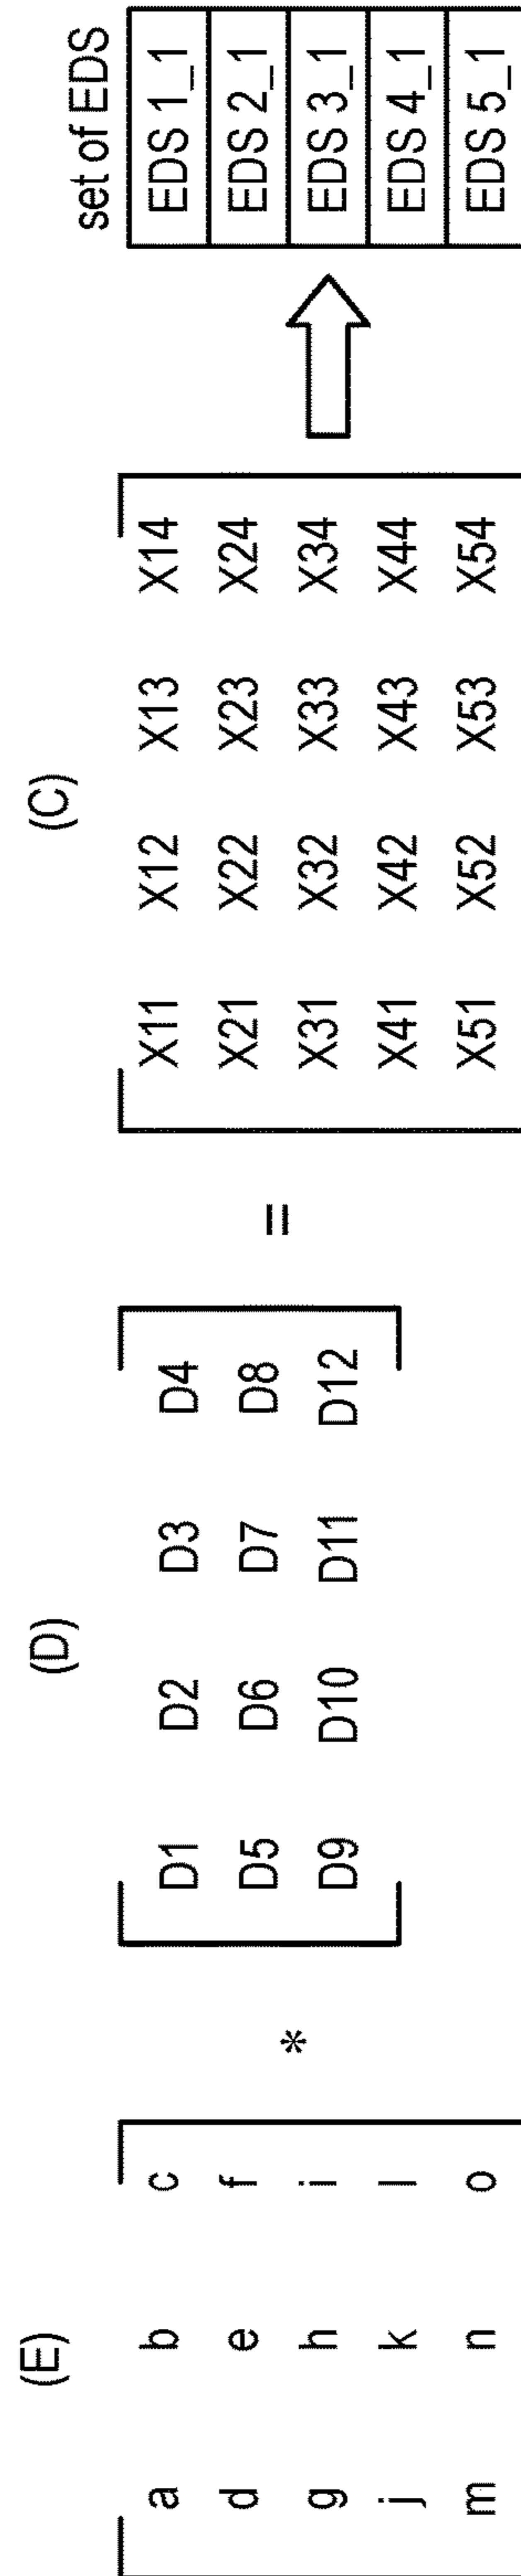 (E) (D) (C) set of EDS
a b c D1 D2 D3 D4 X11 X12 X13 X14 EDS 1_1
d e f * D5 D6 D7 D8 = X21 X22 X23 X24 EDS 2_1
g h i D9 D10 D11 D12 X31 X32 X33 X34 EDS 3_1
j k l X41 X42 X43 X44 EDS 4_1
m n o X51 X52 X53 X54 EDS 5_1